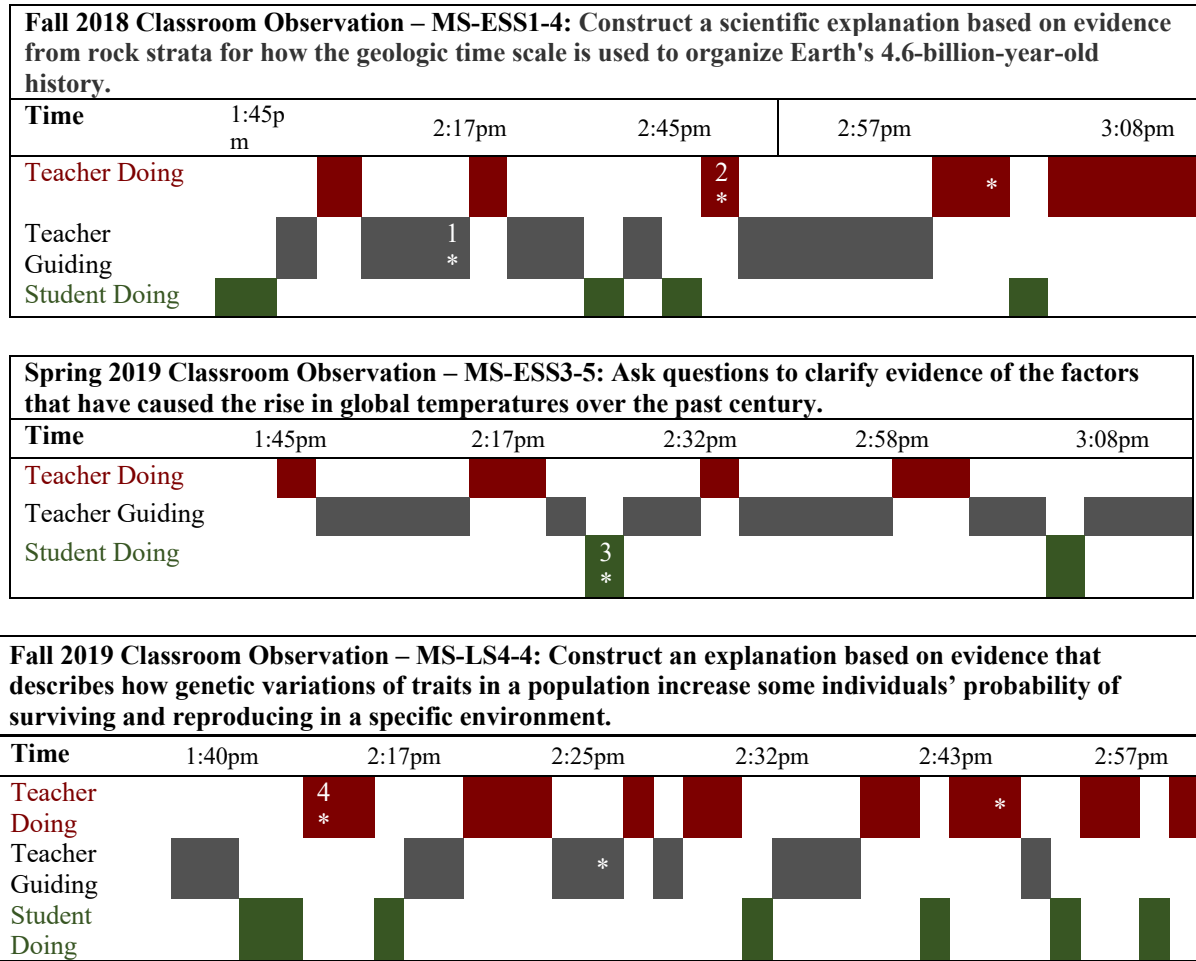 Fall 2018 Classroom Observation – MS-ESS1-4: Construct a scientific explanation based on evidence
from rock strata for how the geologic time scale is used to organize Earth's 4.6-billion-year-old
history.
Time 1:45p
m 2:17pm 2:45pm 2:57pm 3:08pm
Teacher Doing 2
* *
Teacher 1
Guiding *
Student Doing
Spring 2019 Classroom Observation – MS-ESS3-5: Ask questions to clarify evidence of the factors
that have caused the rise in global temperatures over the past century.
Time 1:45pm 2:17pm 2:32pm 2:58pm 3:08pm
Teacher Doing
Teacher Guiding
Student Doing 3
*
Fall 2019 Classroom Observation – MS-LS4-4: Construct an explanation based on evidence that
describes how genetic variations of traits in a population increase some individuals’ probability of
surviving and reproducing in a specific environment.
Time 1:40pm 2:17pm 2:25pm 2:32pm 2:43pm 2:57pm
Teacher 4
Doing * *
Teacher *
Guiding
Student
Doing